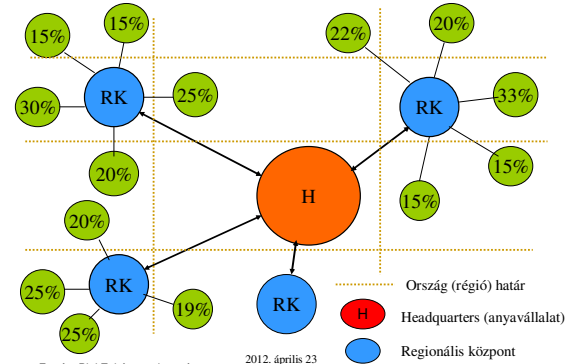 15%
15%
30%
25%
RK
20%
22%
20%
33%
RK
15%
15%
H
20%
25%
RK
19%
25%
RK
Ország (régió) határ
H
Headquarters (anyavállalat)
Regionális központ
2012. április 23